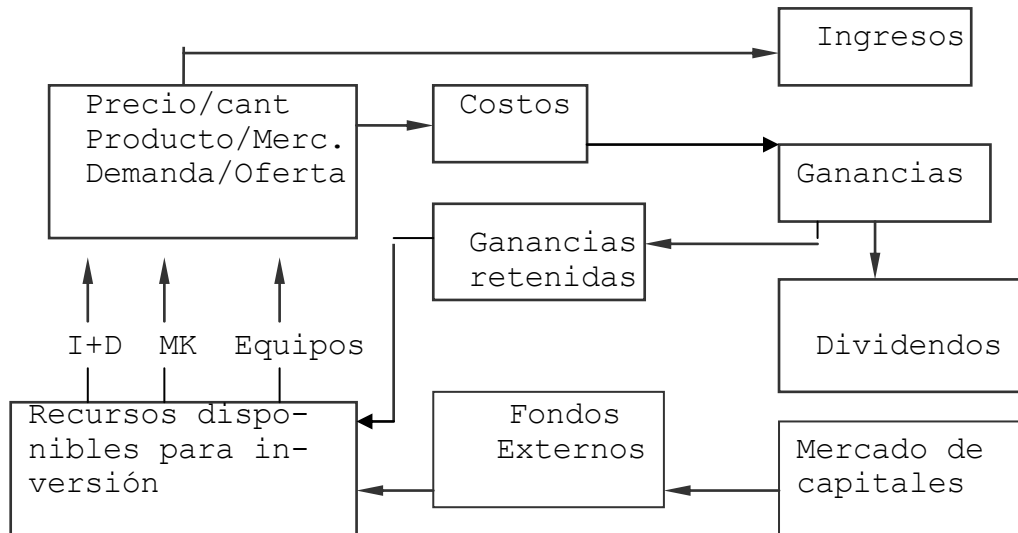 Ingresos
Precio/cant
Producto/Merc.
Demanda/Oferta
Costos
Ganancias
Ganancias
retenidas
Dividendos
I+D MK Equipos
Recursos dispo-
nibles para in-
versión
Fondos
Externos
Mercado de
capitales